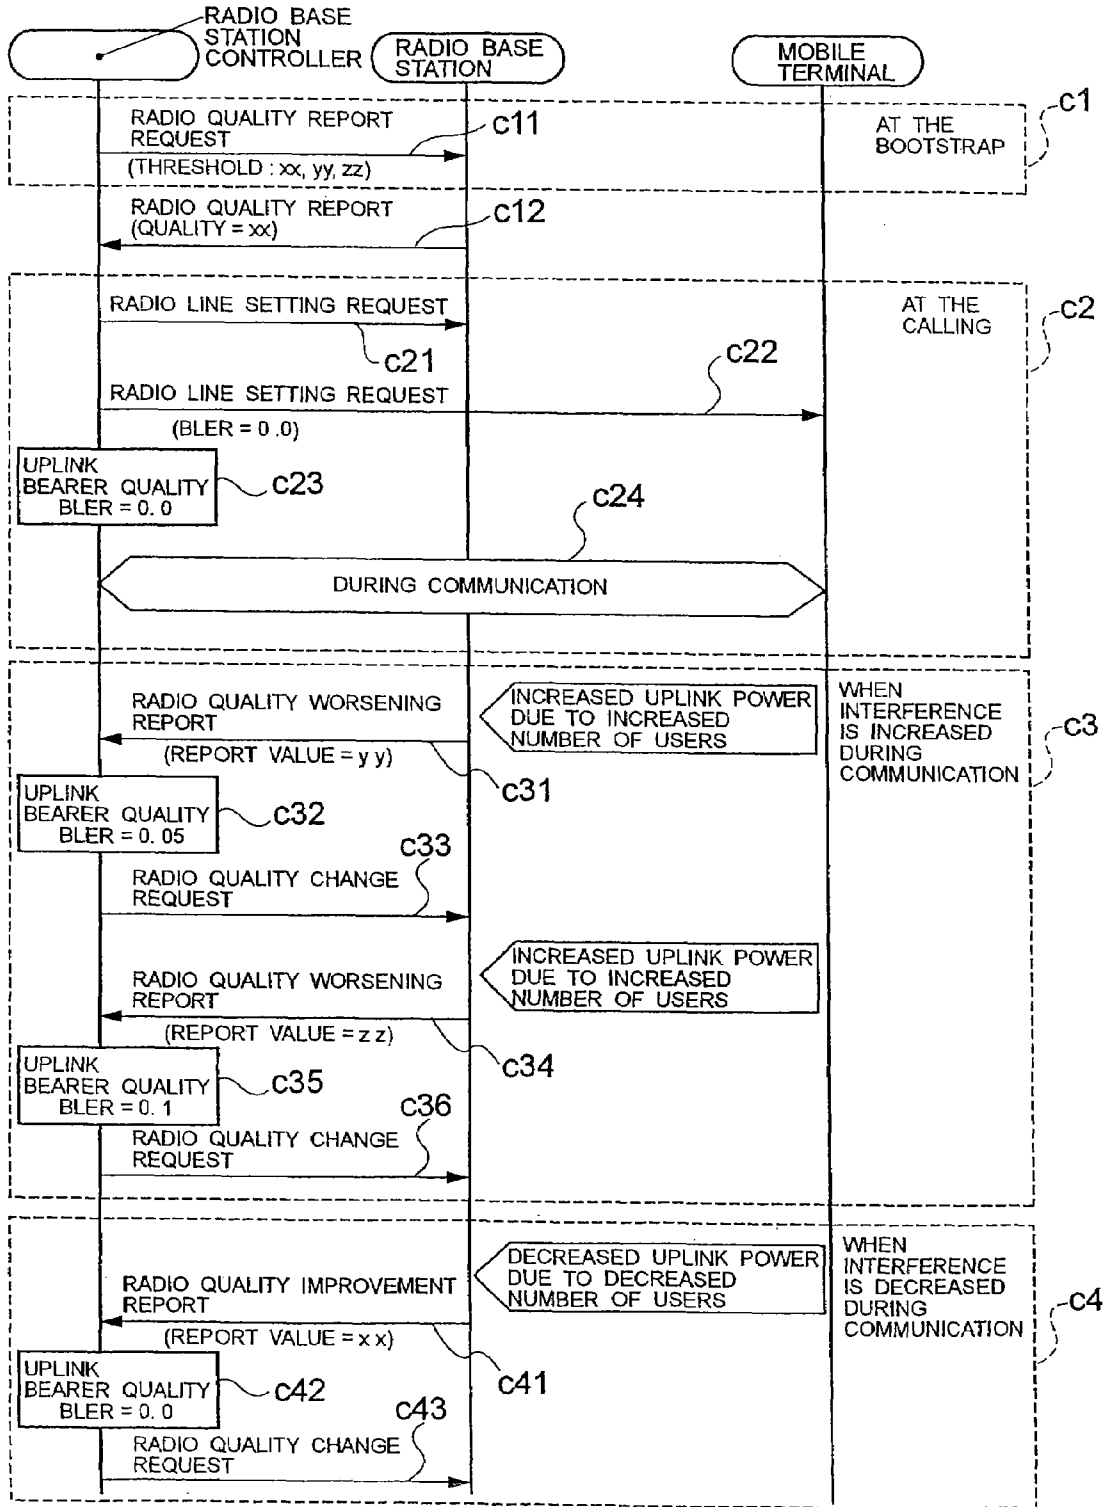 RADIO BASE
STATION
CONTROLLER
RADIO BASE
STATION
MOBILE
TERMINAL
c1
RADIO QUALITY REPORT
REQUEST
c11
(THRESHOLD : xx, yy, zz)
AT THE
BOOTSTRAP
RADIO QUALITY REPORT
(QUALITY = xx)
c12
RADIO LINE SETTING REQUEST
c21
AT THE
CALLING
c2
c22
RADIO LINE SETTING REQUEST
(BLER = 0.0)
UPLINK
BEARER QUALITY
BLER = 0.0
c23
c24
DURING COMMUNICATION
RADIO QUALITY WORSENING
REPORT
(REPORT VALUE = y y)
INCREASED UPLINK POWER
DUE TO INCREASED
NUMBER OF USERS
WHEN
INTERFERENCE
IS INCREASED
DURING
COMMUNICATION
c3
c31
UPLINK
BEARER QUALITY
BLER = 0.05
c32
c33
RADIO QUALITY CHANGE
REQUEST
INCREASED UPLINK POWER
DUE TO INCREASED
NUMBER OF USERS
RADIO QUALITY WORSENING
REPORT
(REPORT VALUE = z z)
c34
UPLINK
BEARER QUALITY
BLER = 0.1
c35
c36
RADIO QUALITY CHANGE
REQUEST
DECREASED UPLINK POWER
DUE TO DECREASED
NUMBER OF USERS
WHEN
INTERFERENCE
IS DECREASED
DURING
COMMUNICATION
c4
RADIO QUALITY IMPROVEMENT
REPORT
(REPORT VALUE = x x)
c41
UPLINK
BEARER QUALITY
BLER = 0.0
c42
c43
RADIO QUALITY CHANGE
REQUEST